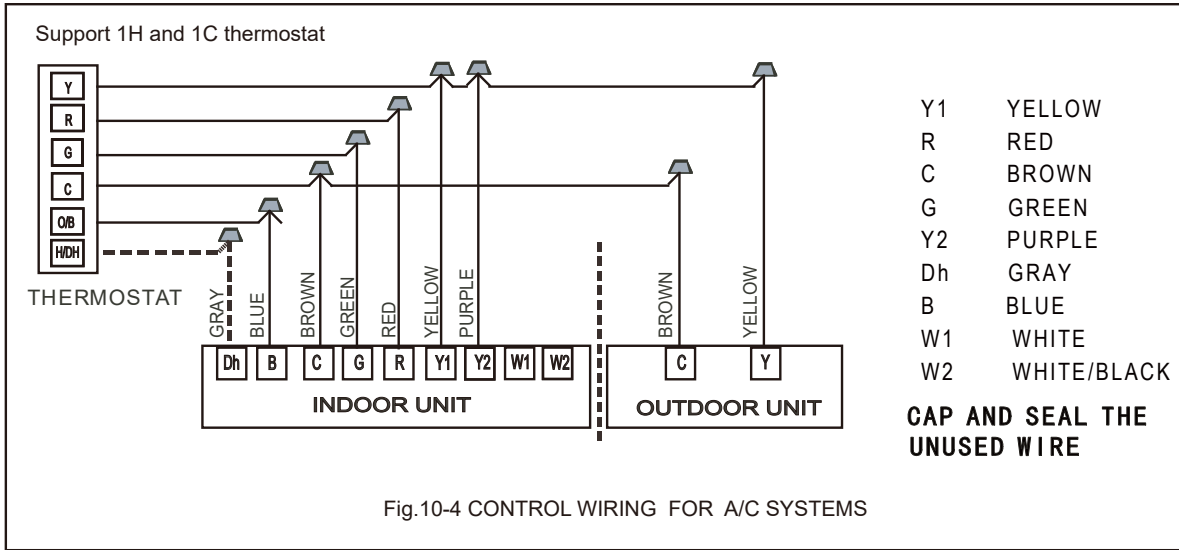 Support 1H and 1C thermostat
Y
R
G
C
O/B
H/DH
THERMOSTAT
GRAY
BLUE
BROWN
GREEN
RED
YELLOW
PURPLE
BROWN
YELLOW
Dh B C G R Y1 Y2 W1 W2
INDOOR UNIT
C Y
OUTDOOR UNIT
Y1 YELLOW
R RED
C BROWN
G GREEN
Y2 PURPLE
Dh GRAY
B BLUE
W1 WHITE
W2 WHITE/BLACK
CAP AND SEAL THE
UNUSED WIRE
Fig.10-4 CONTROL WIRING FOR A/C SYSTEMS